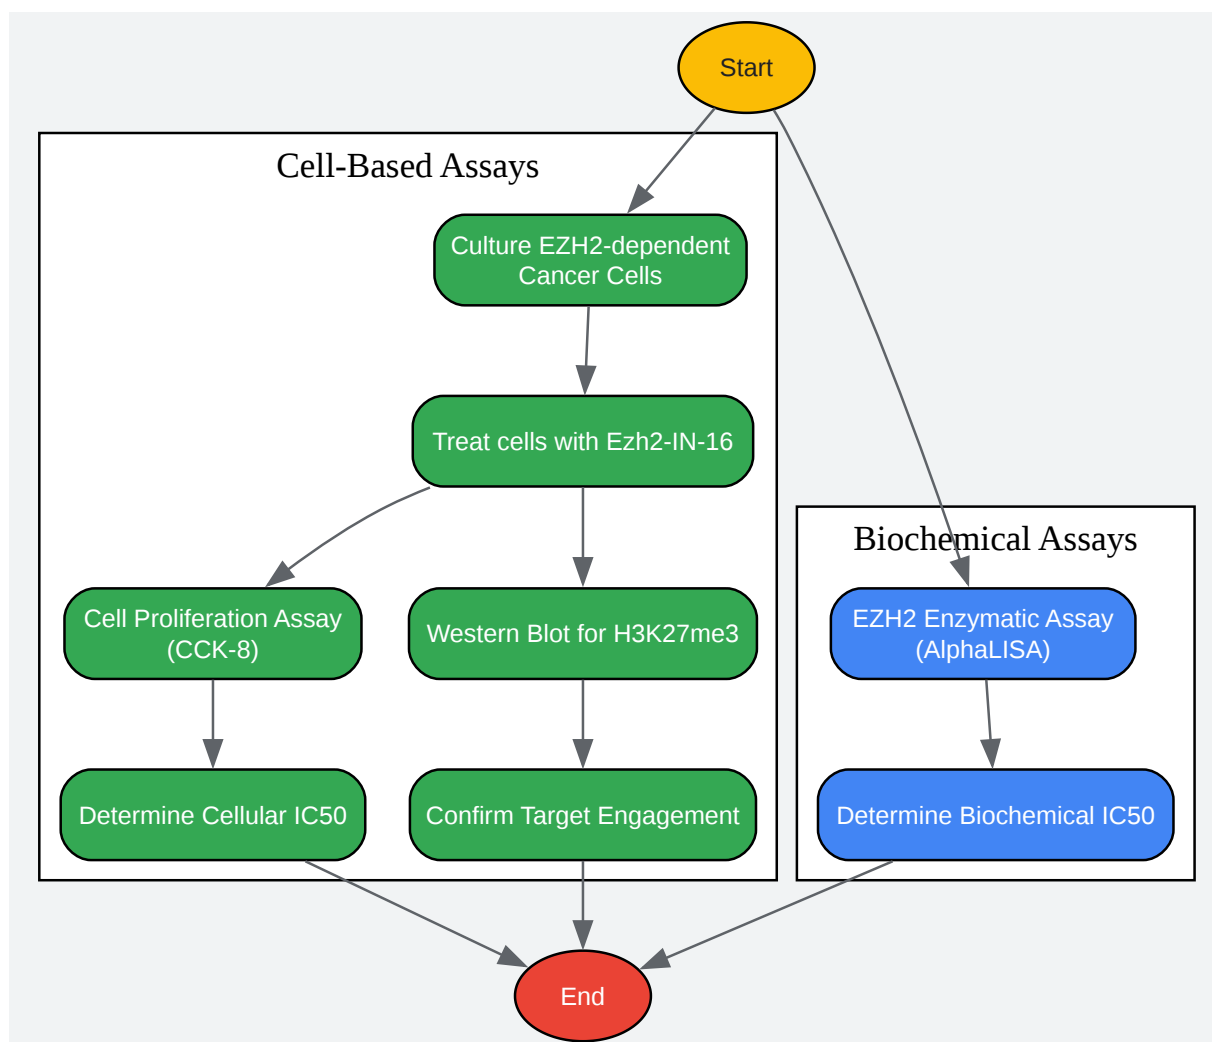 Start
Cell-Based Assays
Culture EZH2-dependent
Cancer Cells
Treat cells with Ezh2-IN-16
Biochemical Assays
Cell Proliferation Assay
(CCK-8)
Western Blot for H3K27me3
EZH2 Enzymatic Assay
(AlphaLISA)
Determine Cellular IC50
Confirm Target Engagement
Determine Biochemical IC50
End